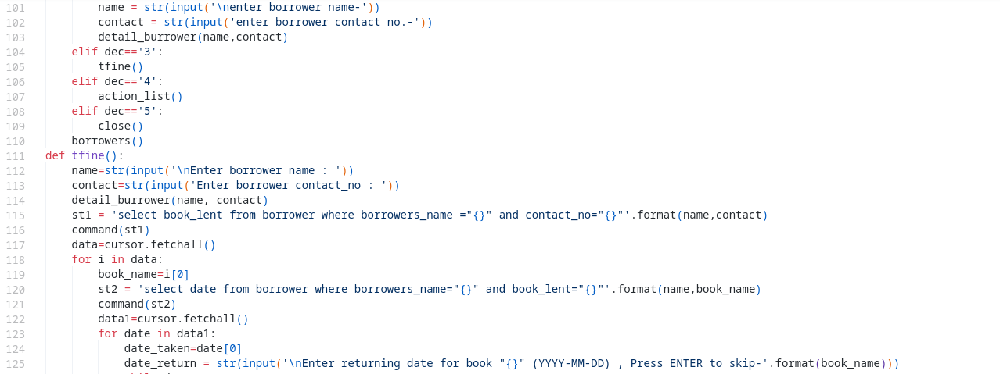 101 name = str(input('\nenter borrower name-'))
102 contact = str(input('enter borrower contact no.-'))
103 detail_burrower(name,contact)
104 elif dec=='3':
105 tfine()
106 elif dec=='4':
107 action_list()
108 elif dec=='5':
109 close()
110 borrowers()
111 def tfine():
112 name=str(input('\nEnter borrower name : '))
113 contact=str(input('Enter borrower contact_no : '))
114 detail_burrower(name, contact)
115 st1 = 'select book_lent from borrower where borrowers_name ="{}" and contact_no="{}"'.format(name,contact)
116 command(st1)
117 data=cursor.fetchall()
118 for i in data:
119 book_name=i[0]
120 st2 = 'select date from borrower where borrowers_name="{}" and book_lent="{}"'.format(name,book_name)
121 command(st2)
122 data1=cursor.fetchall()
123 for date in data1:
124 date_taken=date[0]
125 date_return = str(input('\nEnter returning date for book "{}" (YYYY-MM-DD) , Press ENTER to skip-'.format(book_name)))